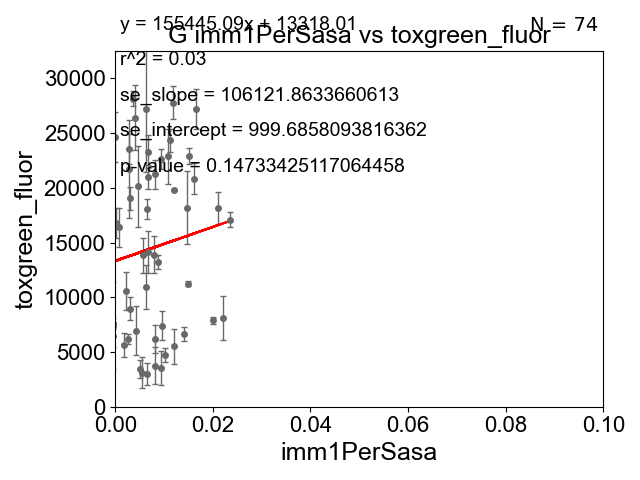 y = 155445.09x + 13318.01
N = 74
G imm1PerSasa vs toxgreen_fluor
r^2 = 0.03
se_slope = 106121.8633660613
se_intercept = 999.6858093816362
p-value = 0.14733425117064458
30000
25000
20000
15000
10000
5000
0
toxgreen_fluor
0.00
0.02
0.04
0.06
0.08
0.10
imm1PerSasa